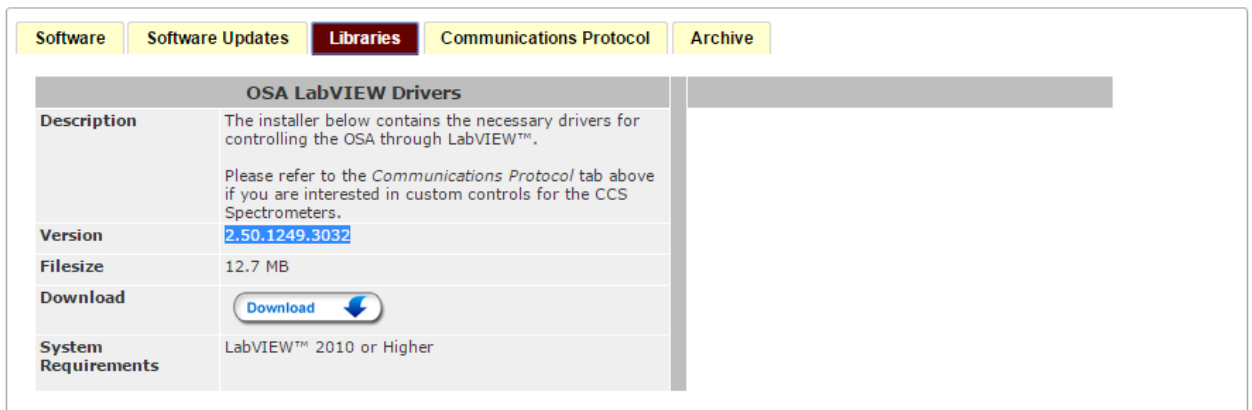 Software Software Updates Libraries Communications Protocol Archive
OSA LabVIEW Drivers
Description The installer below contains the necessary drivers for
controlling the OSA through LabVIEW™.
Please refer to the Communications Protocol tab above
if you are interested in custom controls for the CCS
Spectrometers.
Version 2.50.1249.3032
Filesize 12.7 MB
Download Download
System LabVIEW™ 2010 or Higher
Requirements